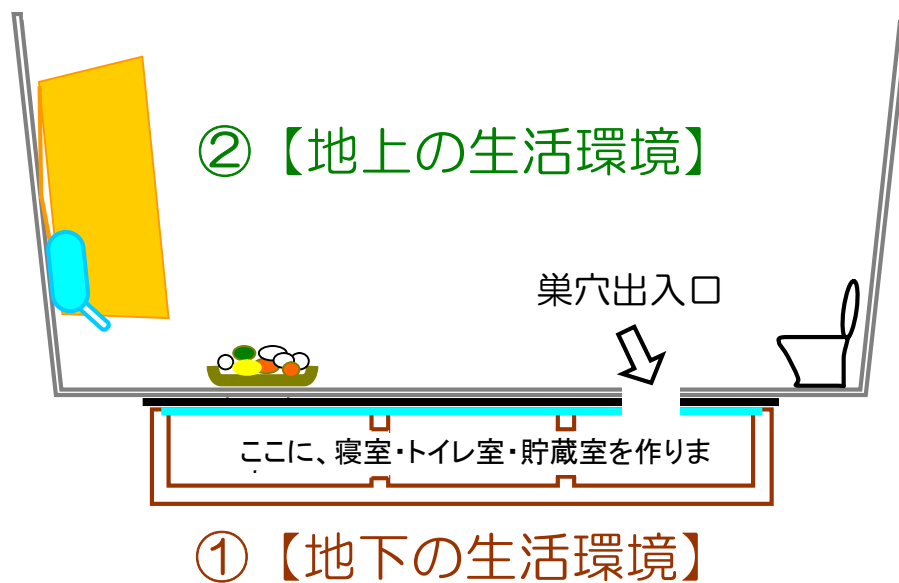 ②【地上の生活環境】
巣穴出入口
ここに、寝室・トイレ室・貯蔵室を作りま
①【地下の生活環境】